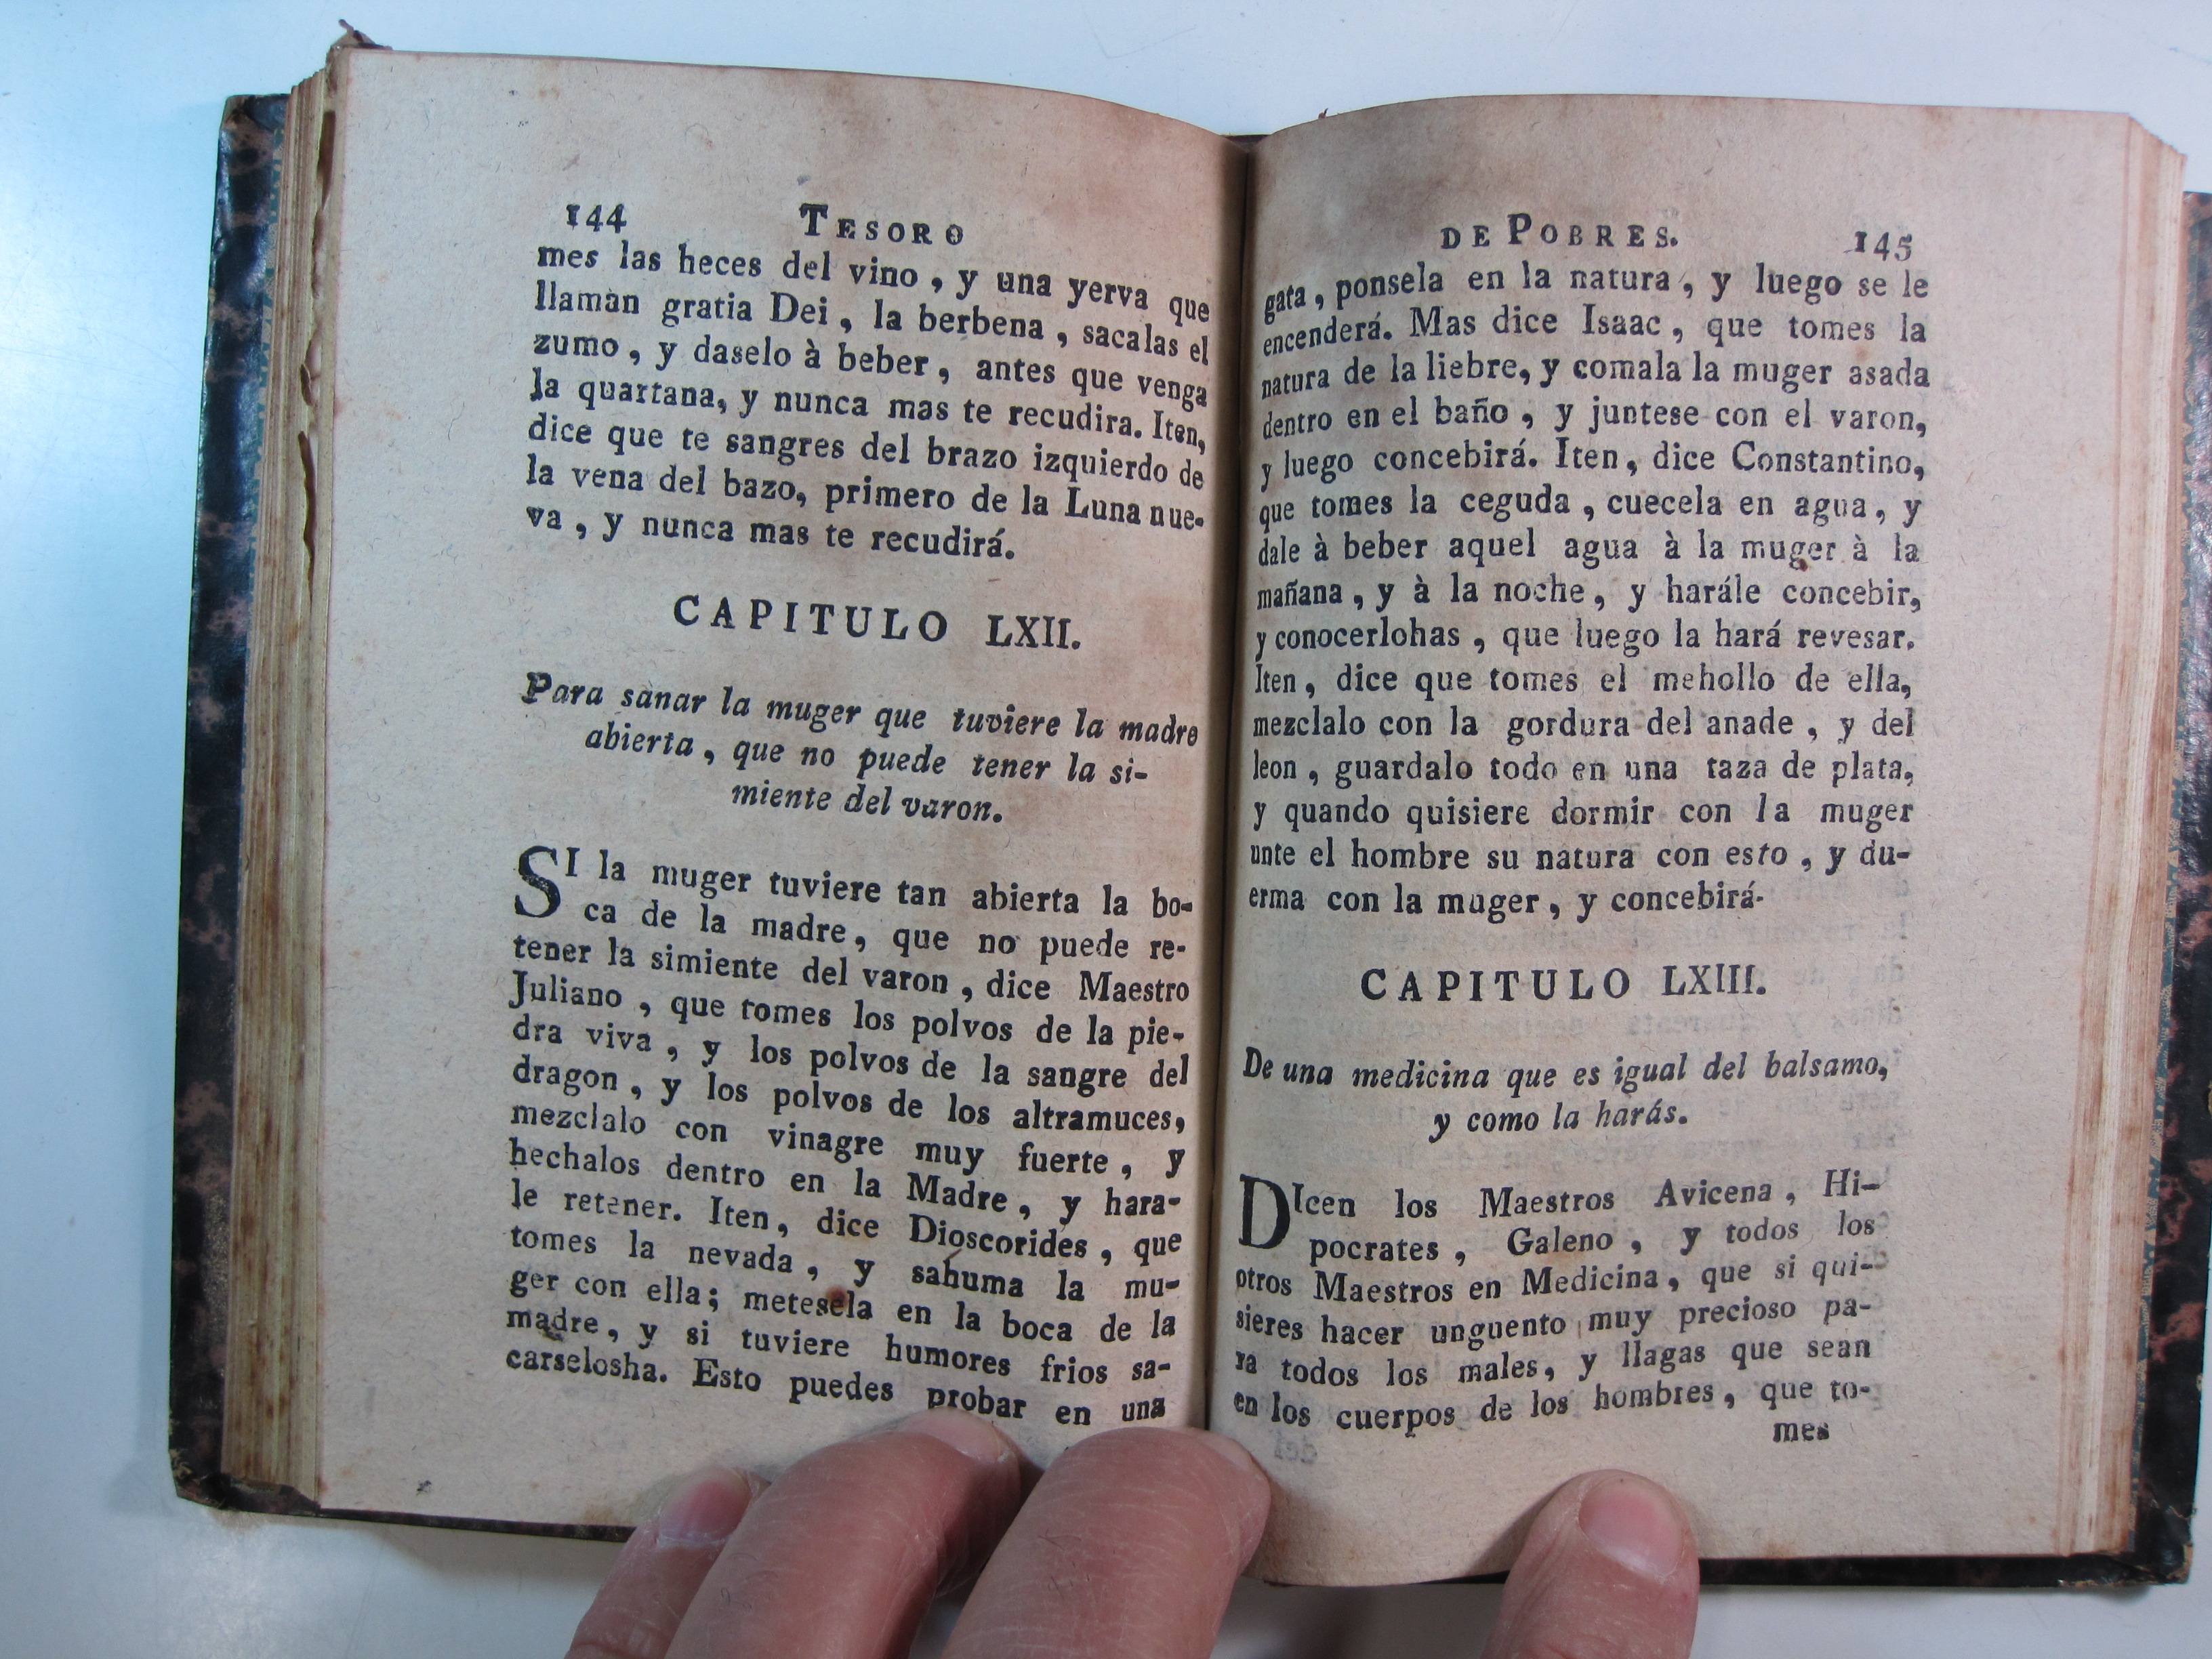 144 TESORO
mes las heces del vino , y una yerva que
llaman gratia Dei , la berbena , sacalas el
zumo , y daselo à beber , antes que venga
la quartana, y nunca mas te recudira. Iten,
dice que te sangres del brazo izquierdo de
la vena del bazo, primero de la Luna nue-
va , y nunca mas te recudirá.
CAPITULO LXII.
Para sanar la muger que tuviere la madre
abierta , que no puede tener la si-
miente del varon.
SI la muger tuviere tan abierta la bo-
ca de la madre, que no puede re-
tener la simiente del varon , dice Maestro
Juliano , que tomes los polvos de la pie-
dra viva , y los polvos de la sangre del
dragon , y los polvos de los altramuces,
mezclalo con vinagre muy fuerte , y
hechalos dentro en la Madre , y hara-
le retener. Iten, dice Dioscorides , que
tomes la nevada , y sahuma la mu-
ger con ella; metesela en la boca de la
madre, y si tuviere humores frios sa-
carselosha. Esto puedes probar en una
DE POBRES. 145
gata , ponsela en la natura , y luego se le
encenderá. Mas dice Isaac , que tomes la
natura de la liebre, y comala la muger asada
dentro en el baño , y juntese con el varon,
y luego concebirá. Iten, dice Constantino,
que tomes la ceguda , cuecela en agua , y
dale à beber aquel agua à la muger à la
mañana , y à la noche , y harále concebir,
y conocerlohas , que luego la hará revesar.
Iten , dice que tomes el mehollo de ella,
mezclalo con la gordura del anade , y del
leon , guardalo todo en una taza de plata,
y quando quisiere dormir con la muger
unte el hombre su natura con esto , y du-
erma con la muger , y concebirá.
CAPITULO LXIII.
De una medicina que es igual del balsamo,
y como la harás.
DIcen los Maestros Avicena , Hi-
pocrates , Galeno , y todos los
otros Maestros en Medicina, que si qui-
sieres hacer unguento muy precioso pa-
ra todos los males, y llagas que sean
en los cuerpos de los hombres , que to-
mes